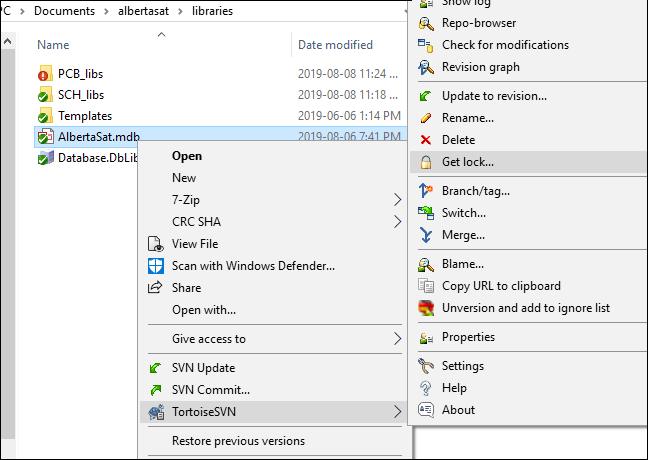 PC > Documents > albertasat > libraries
Name
Date modified
PCB_libs
2019-08-08 11:24 ...
SCH_libs
2019-08-08 11:18 ...
Templates
2019-06-06 1:14 PM
AlbertaSat.mdb
2019-08-06 7:41 PM
Database.DbLib
Open
New
7-Zip
CRC SHA
View File
Scan with Windows Defender...
Share
Open with...
Give access to
SVN Update
SVN Commit...
TortoiseSVN
Restore previous versions
Show log
Repo-browser
Check for modifications
Revision graph
Update to revision...
Rename...
Delete
Get lock...
Branch/tag...
Switch...
Merge...
Blame...
Copy URL to clipboard
Unversion and add to ignore list
Properties
Settings
Help
About